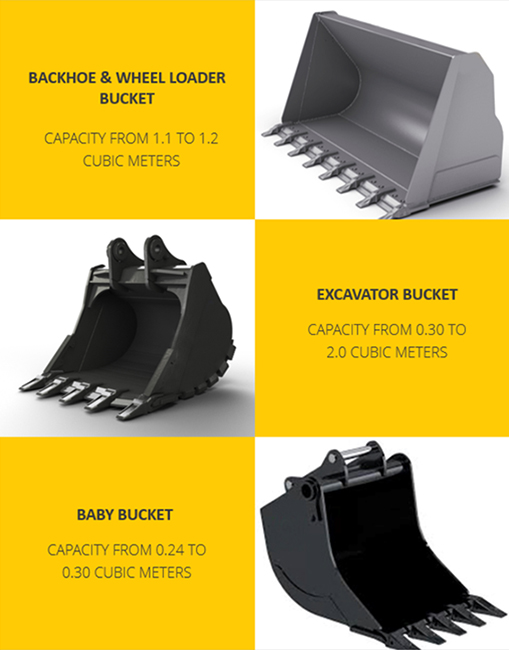 BACKHOE & WHEEL LOADER
BUCKET
CAPACITY FROM 1.1 TO 1.2
CUBIC METERS
EXCAVATOR BUCKET
CAPACITY FROM 0.30 TO
2.0 CUBIC METERS
BABY BUCKET
CAPACITY FROM 0.24 TO
0.30 CUBIC METERS